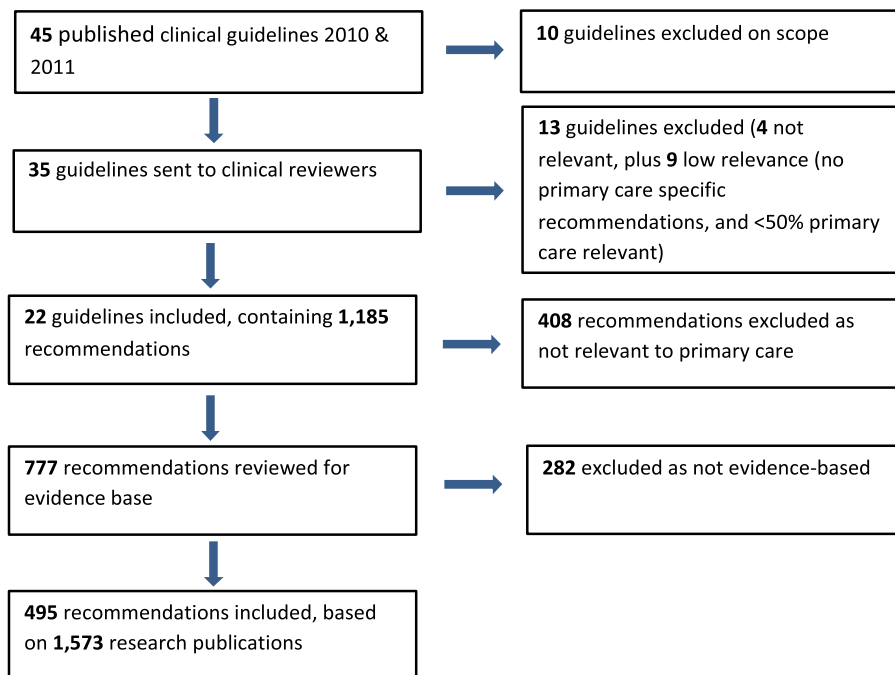 45 published clinical guidelines 2010 &
2011
10 guidelines excluded on scope
35 guidelines sent to clinical reviewers
13 guidelines excluded (4 not
relevant, plus 9 low relevance (no
primary care specific
recommendations, and <50% primary
care relevant)
22 guidelines included, containing 1,185
recommendations
408 recommendations excluded as
not relevant to primary care
777 recommendations reviewed for
evidence base
282 excluded as not evidence-based
495 recommendations included, based
on 1,573 research publications